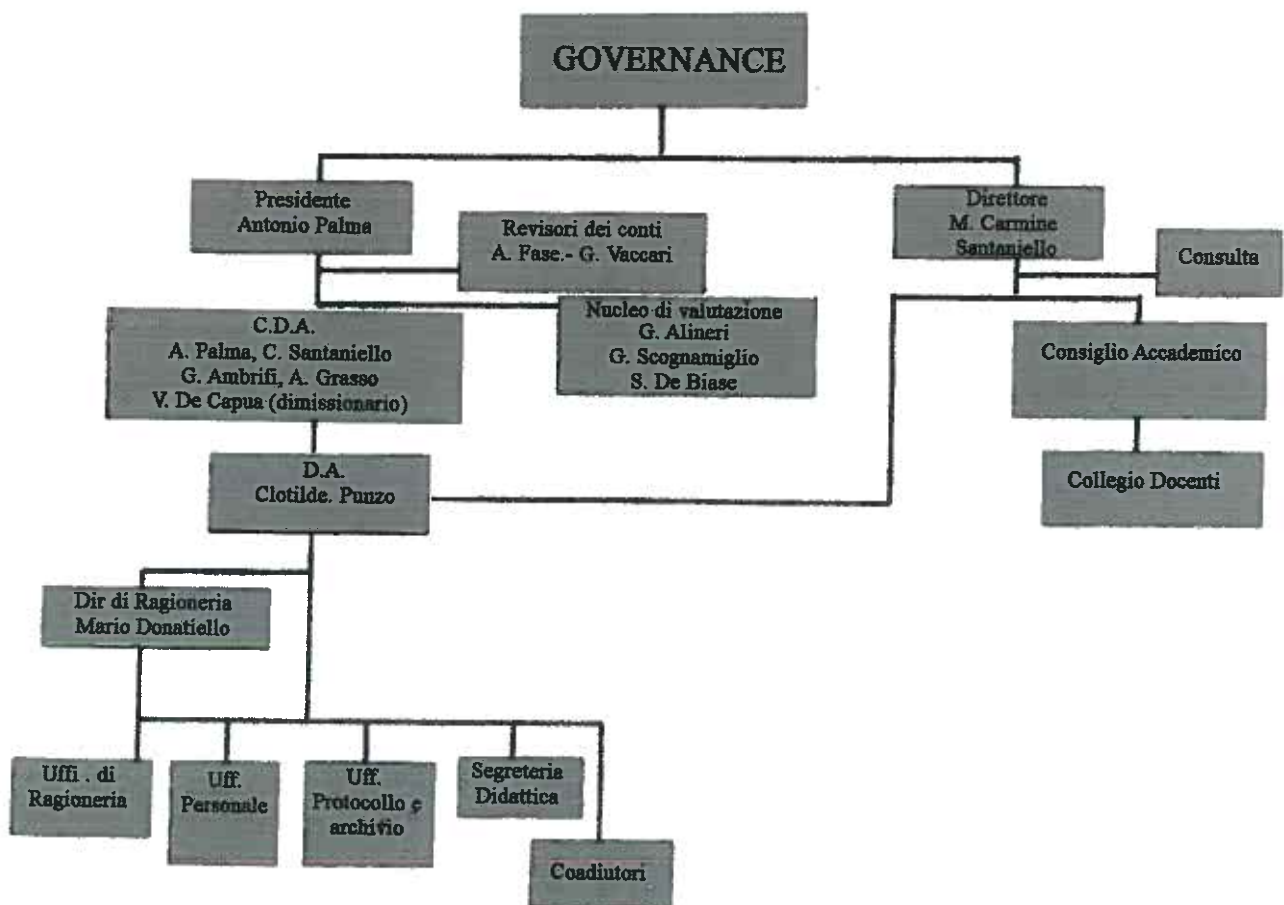 GOVERNANCE
Presidente
Antonio Palma
Direttore
M. Carmine
Santaniello
Revisori dei conti
A. Fase.- G. Vaccari
Consulta
C.D.A.
A. Palma, C. Santaniello
G. Ambrifi, A. Grasso
V. De Capua (dimissionario)
Nucleo di valutazione
G. Alineri
G. Scognamiglio
S. De Biase
Consiglio Accademico
D.A.
Clotilde. Punzo
Collegio Docenti
Dir di Ragioneria
Mario Donatiello
Uffi . di
Ragioneria
Uff.
Personale
Uff.
Protocollo e
archivio
Segreteria
Didattica
Coadiutori